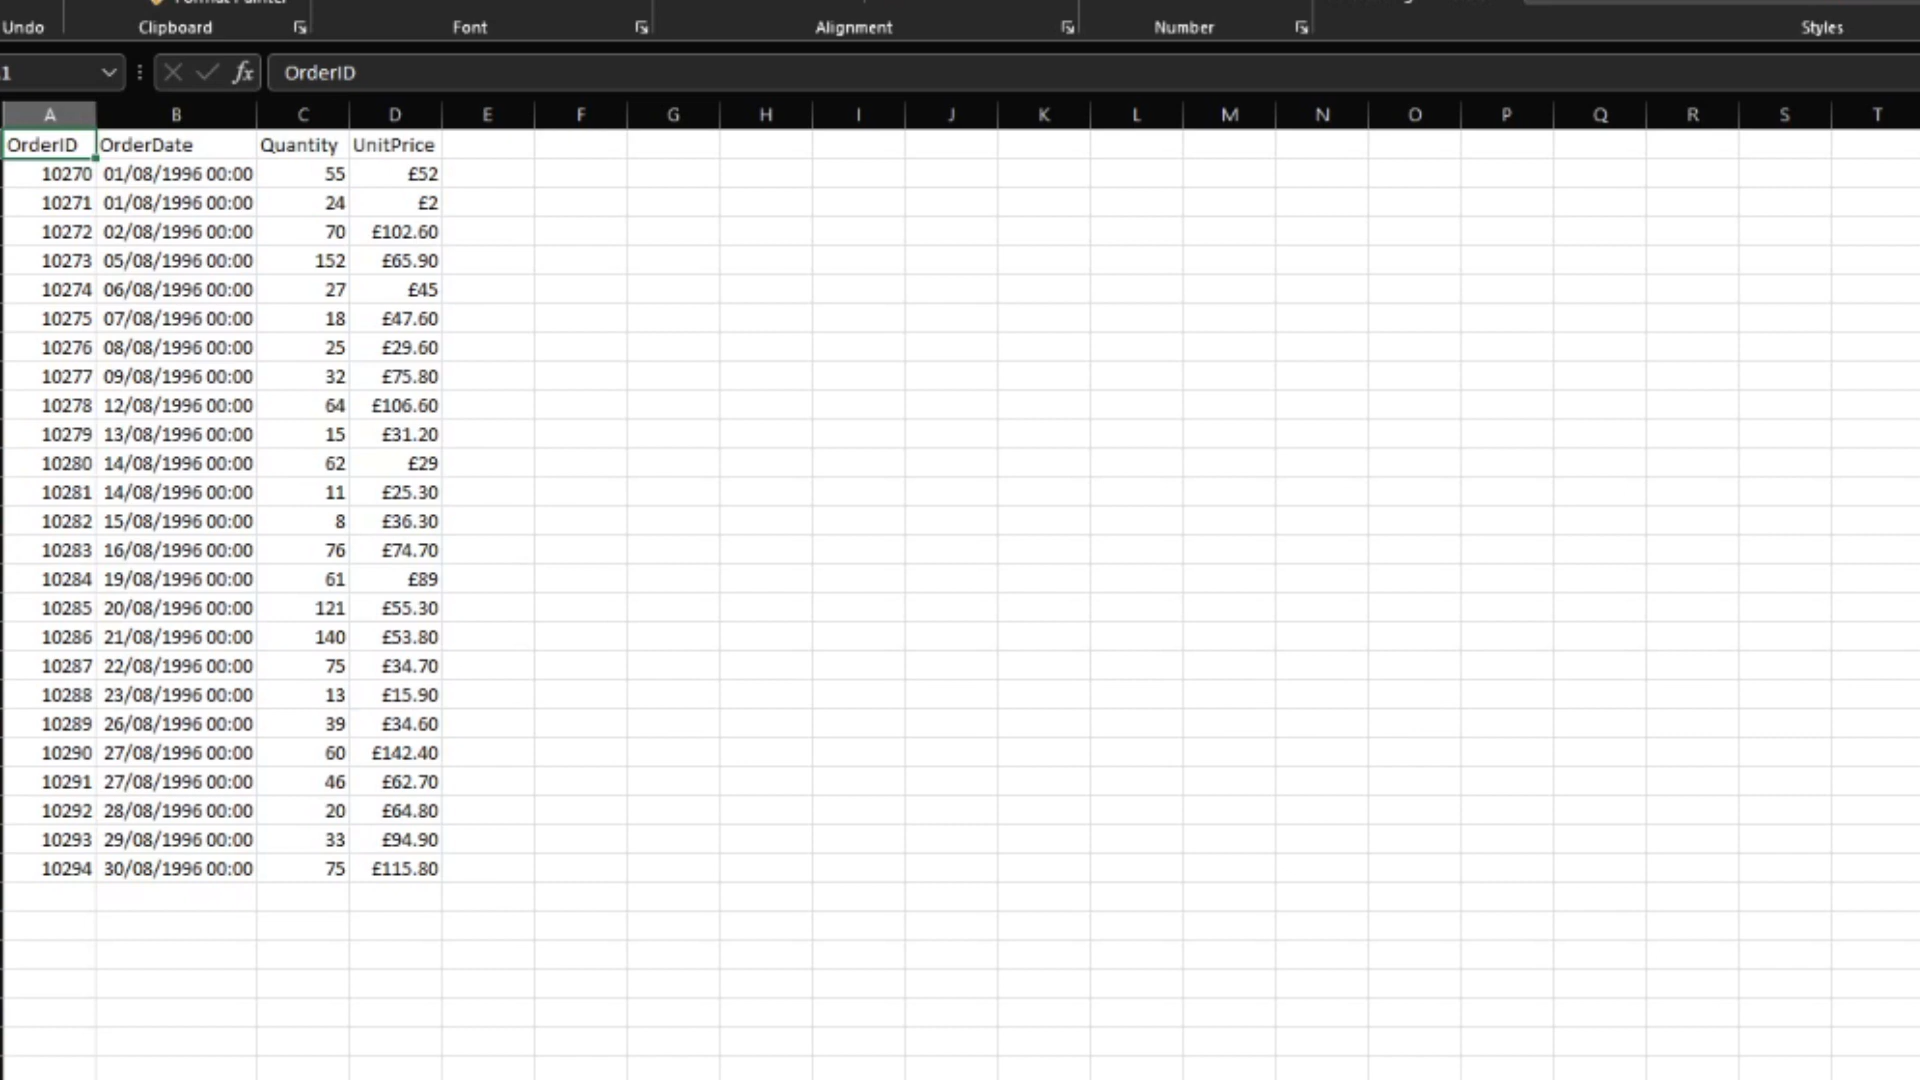 Undo Clipboard Font Alignment Number Styles
fx OrderID
A B C D E F G H I J K L M N O P Q R S T
OrderID OrderDate Quantity UnitPrice
10270 01/08/1996 00:00 55 £52
10271 01/08/1996 00:00 24 £2
10272 02/08/1996 00:00 70 £102.60
10273 05/08/1996 00:00 152 £65.90
10274 06/08/1996 00:00 27 £45
10275 07/08/1996 00:00 18 £47.60
10276 08/08/1996 00:00 25 £29.60
10277 09/08/1996 00:00 32 £75.80
10278 12/08/1996 00:00 64 £106.60
10279 13/08/1996 00:00 15 £31.20
10280 14/08/1996 00:00 62 £29
10281 14/08/1996 00:00 11 £25.30
10282 15/08/1996 00:00 8 £36.30
10283 16/08/1996 00:00 76 £74.70
10284 19/08/1996 00:00 61 £89
10285 20/08/1996 00:00 121 £55.30
10286 21/08/1996 00:00 140 £53.80
10287 22/08/1996 00:00 75 £34.70
10288 23/08/1996 00:00 13 £15.90
10289 26/08/1996 00:00 39 £34.60
10290 27/08/1996 00:00 60 £142.40
10291 27/08/1996 00:00 46 £62.70
10292 28/08/1996 00:00 20 £64.80
10293 29/08/1996 00:00 33 £94.90
10294 30/08/1996 00:00 75 £115.80